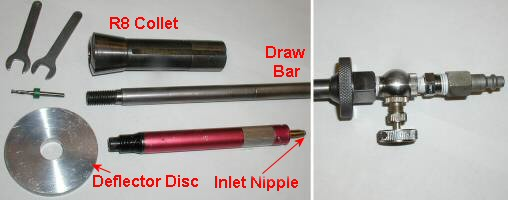 R8 Collet
Draw
Bar
Deflector Disc
Inlet Nipple